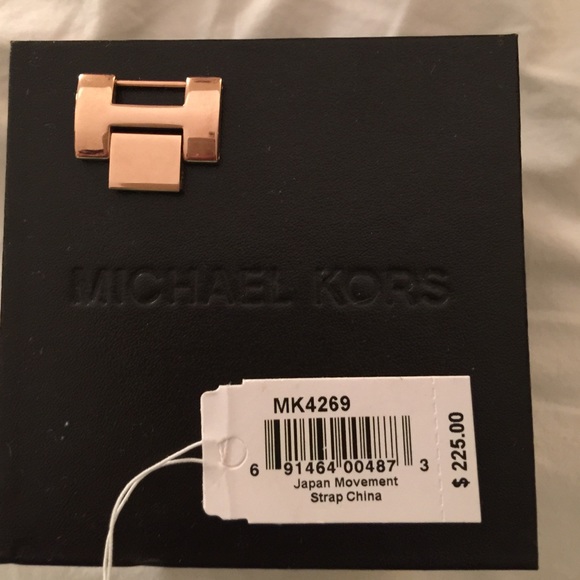 MICHAEL KORS
MK4269
6 91464 00487 3
Japan Movement
Strap China
$ 225.00